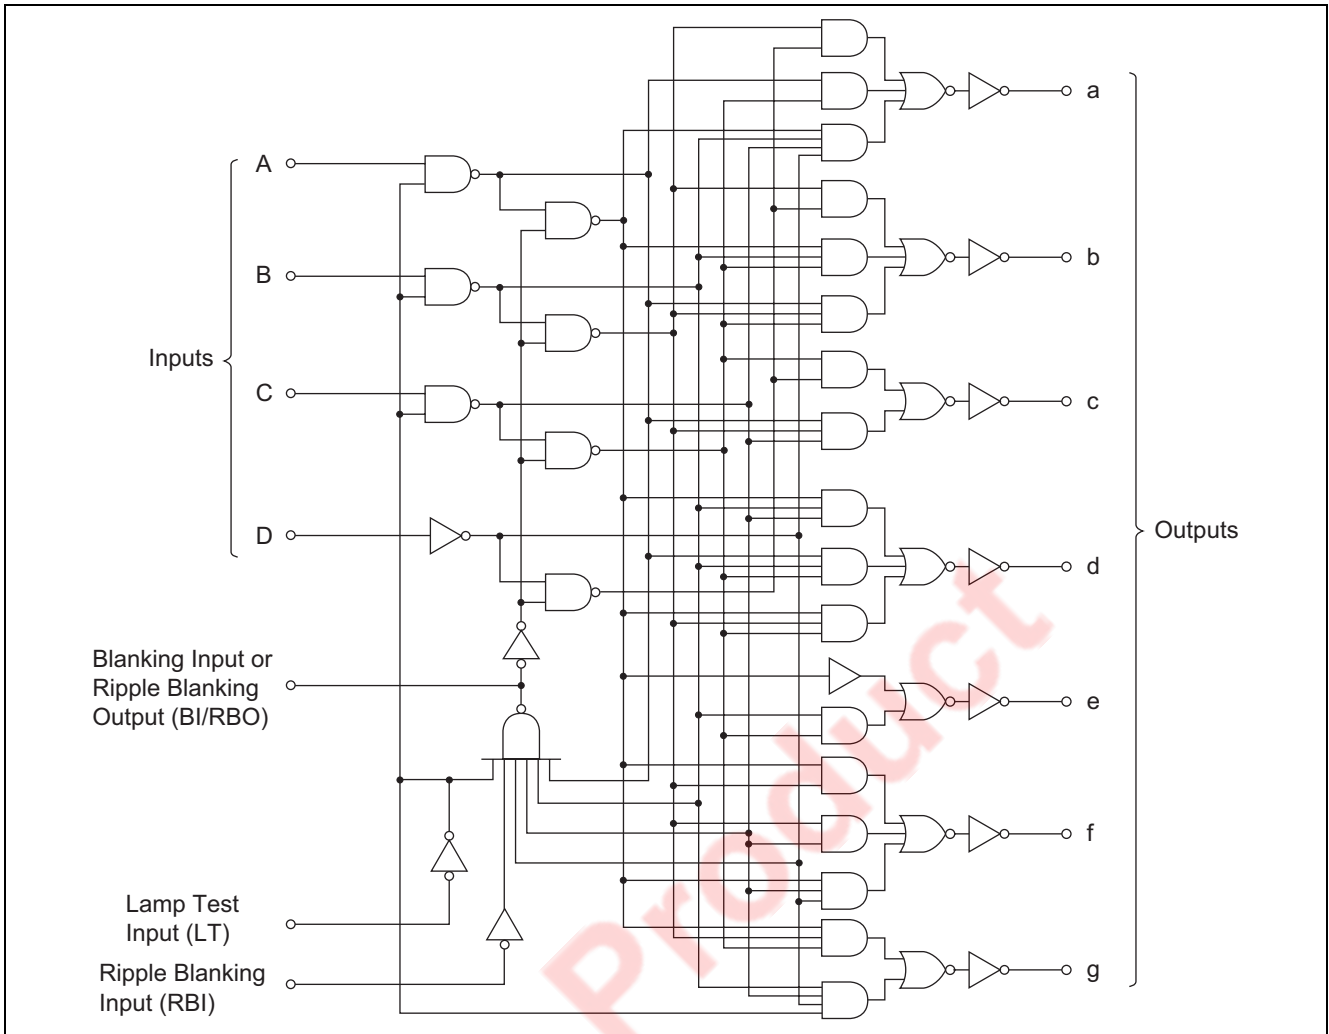 A
B
Inputs
C
D
Blanking Input or
Ripple Blanking
Output (BI/RBO)
Lamp Test
Input (LT)
Ripple Blanking
Input (RBI)
a
b
c
d
e
f
g
Outputs
Product